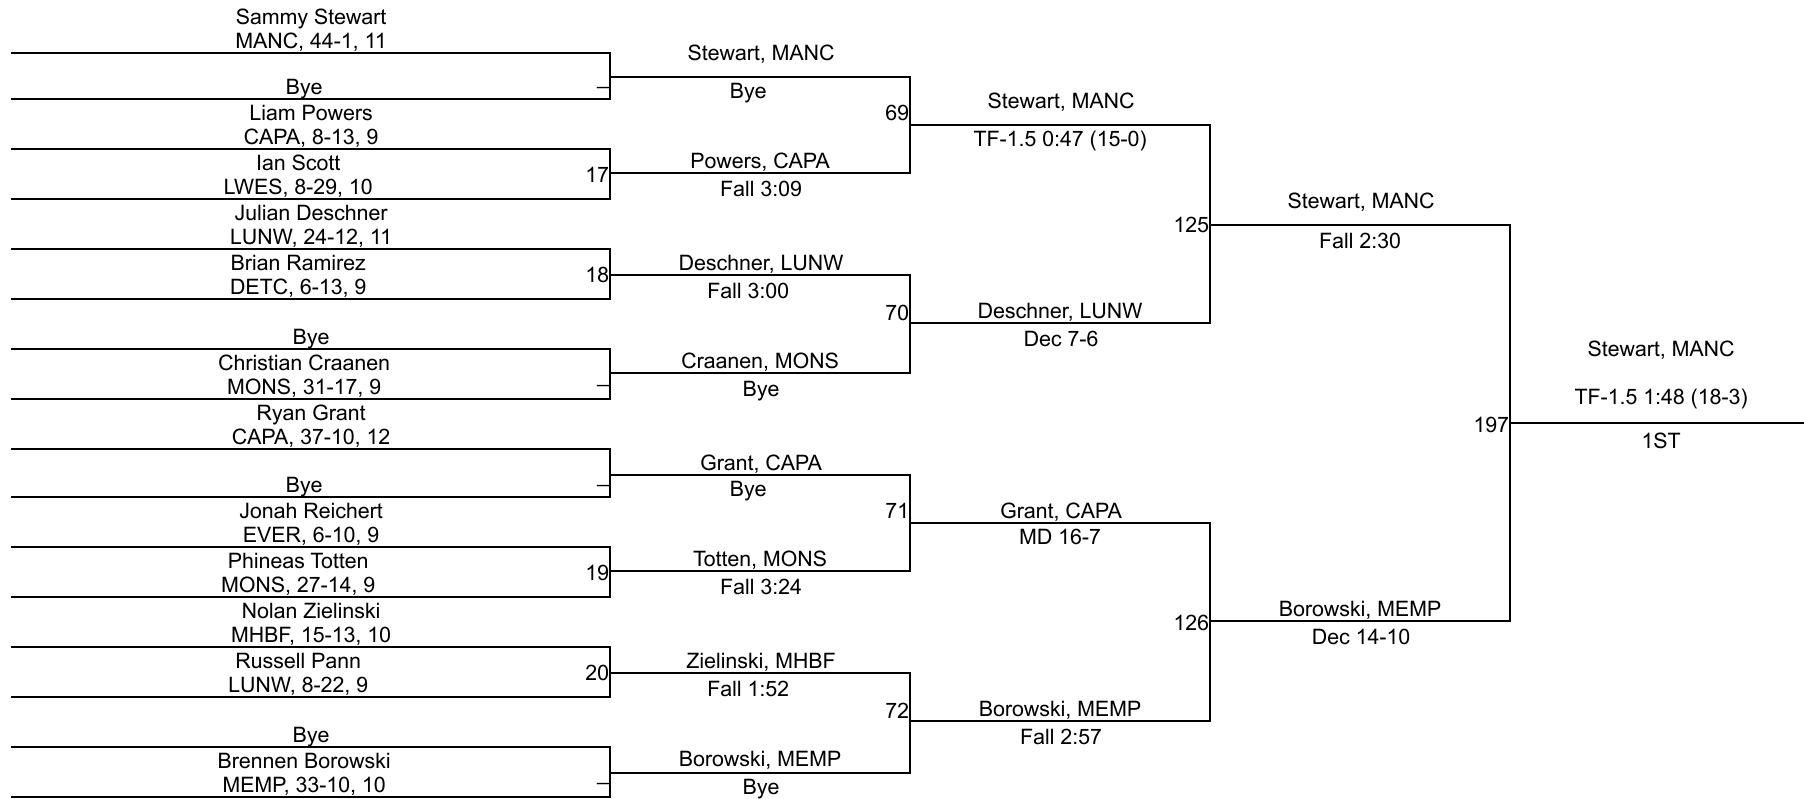 Sammy Stewart
MANC, 44-1, 11
Bye
Liam Powers
CAPA, 8-13, 9
Ian Scott
LWES, 8-29, 10
Julian Deschner
LUNW, 24-12, 11
Brian Ramirez
DETC, 6-13, 9
Bye
Christian Craanen
MONS, 31-17, 9
Ryan Grant
CAPA, 37-10, 12
Bye
Jonah Reichert
EVER, 6-10, 9
Phineas Totten
MONS, 27-14, 9
Nolan Zielinski
MHBF, 15-13, 10
Russell Pann
LUNW, 8-22, 9
Bye
Brennen Borowski
MEMP, 33-10, 10
17
18
19
20
Stewart, MANC
Bye
Powers, CAPA
Fall 3:09
Deschner, LUNW
Fall 3:00
Craanen, MONS
Bye
Grant, CAPA
Bye
Totten, MONS
Fall 3:24
Zielinski, MHBF
Fall 1:52
Borowski, MEMP
Bye
69
70
71
72
Stewart, MANC
TF-1.5 0:47 (15-0)
Deschner, LUNW
Dec 7-6
Grant, CAPA
MD 16-7
Borowski, MEMP
Fall 2:57
125
126
Stewart, MANC
Fall 2:30
Borowski, MEMP
Dec 14-10
197
Stewart, MANC
TF-1.5 1:48 (18-3)
1ST